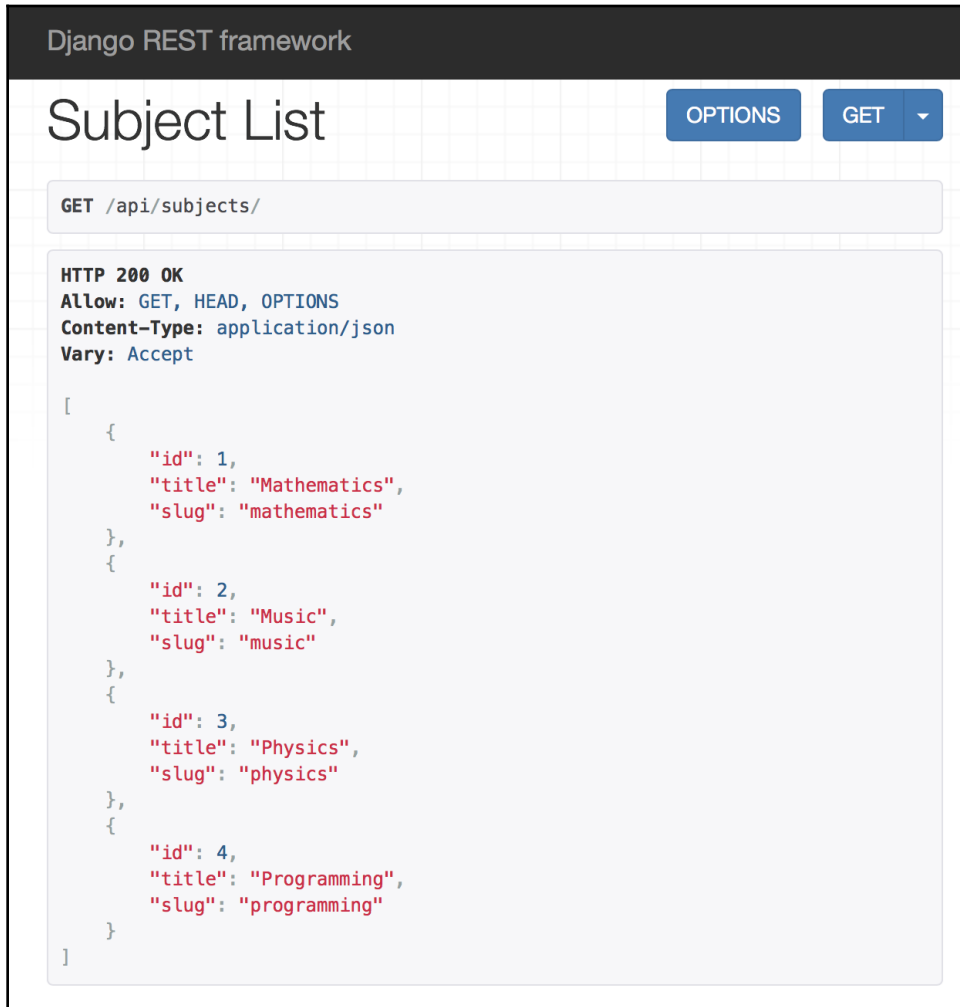 Django REST framework
Subject List
OPTIONS
GET
GET /api/subjects/
HTTP 200 OK
Allow: GET, HEAD, OPTIONS
Content-Type: application/json
Vary: Accept
[
    {
        "id": 1,
        "title": "Mathematics",
        "slug": "mathematics"
    },
    {
        "id": 2,
        "title": "Music",
        "slug": "music"
    },
    {
        "id": 3,
        "title": "Physics",
        "slug": "physics"
    },
    {
        "id": 4,
        "title": "Programming",
        "slug": "programming"
    }
]